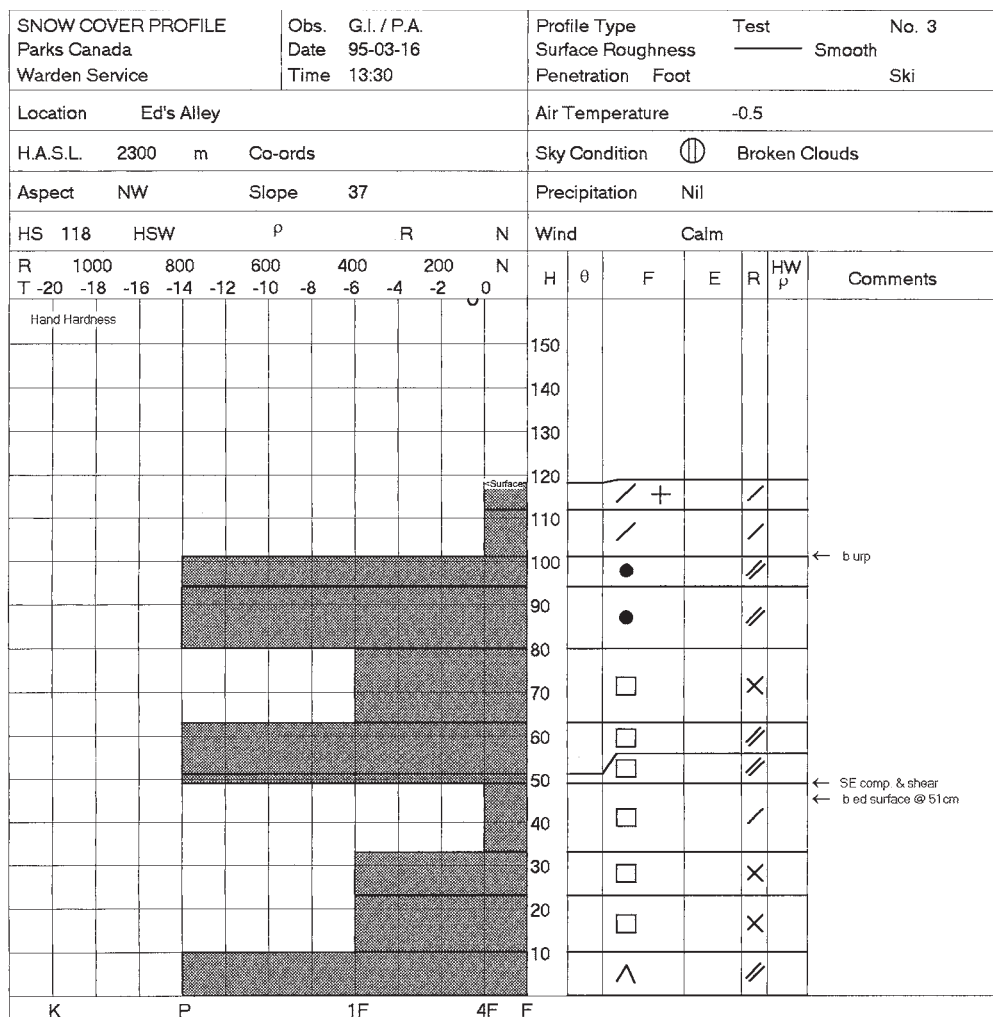 SNOW COVER PROFILE Obs. G.I. / P.A. Profile Type Test No. 3
Parks Canada Date 95-03-16 Surface Roughness Smooth
Warden Service Time 13:30 Penetration Foot Ski
Location Ed's Alley Air Temperature -0.5
H.A.S.L. 2300 m Co-ords Sky Condition Broken Clouds
Aspect NW Slope 37 Precipitation Nil
HS 118 HSW ρ R N Wind Calm
R 1000 800 600 400 200 N H θ F E R HW ρ Comments
T -20 -18 -16 -14 -12 -10 -8 -6 -4 -2 0
Hand Hardness
150
140
130
120
<Surface
110
100 ← b urp
90
80
70
60
50 ← SE comp. & shear
← b ed surface @ 51cm
40
30
20
10
K P 1F 4F F